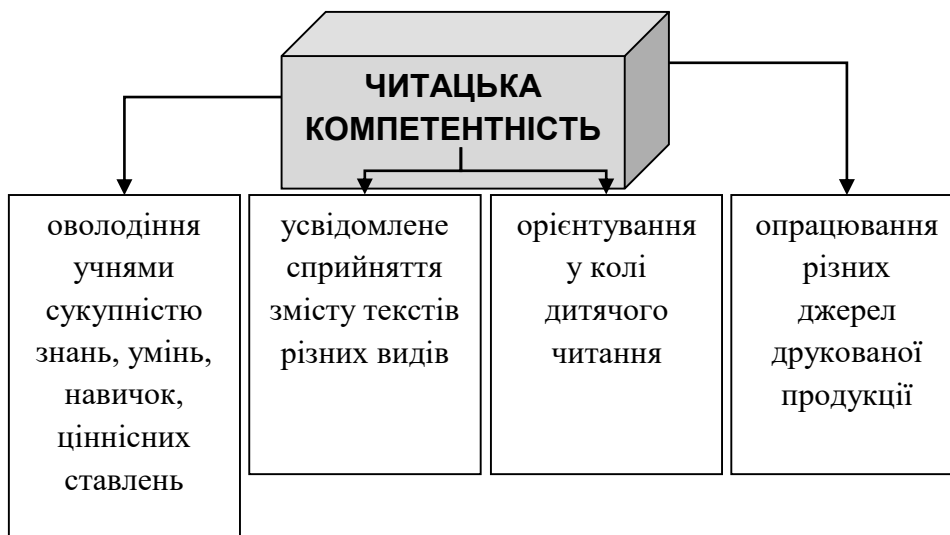 ЧИТАЦЬКА
КОМПЕТЕНТНІСТЬ
оволодіння
учнями
сукупністю
знань, умінь,
навичок,
ціннісних
ставлень
усвідомлене
сприйняття
змісту текстів
різних видів
орієнтування
у колі
дитячого
читання
опрацювання
різних
джерел
друкованої
продукції